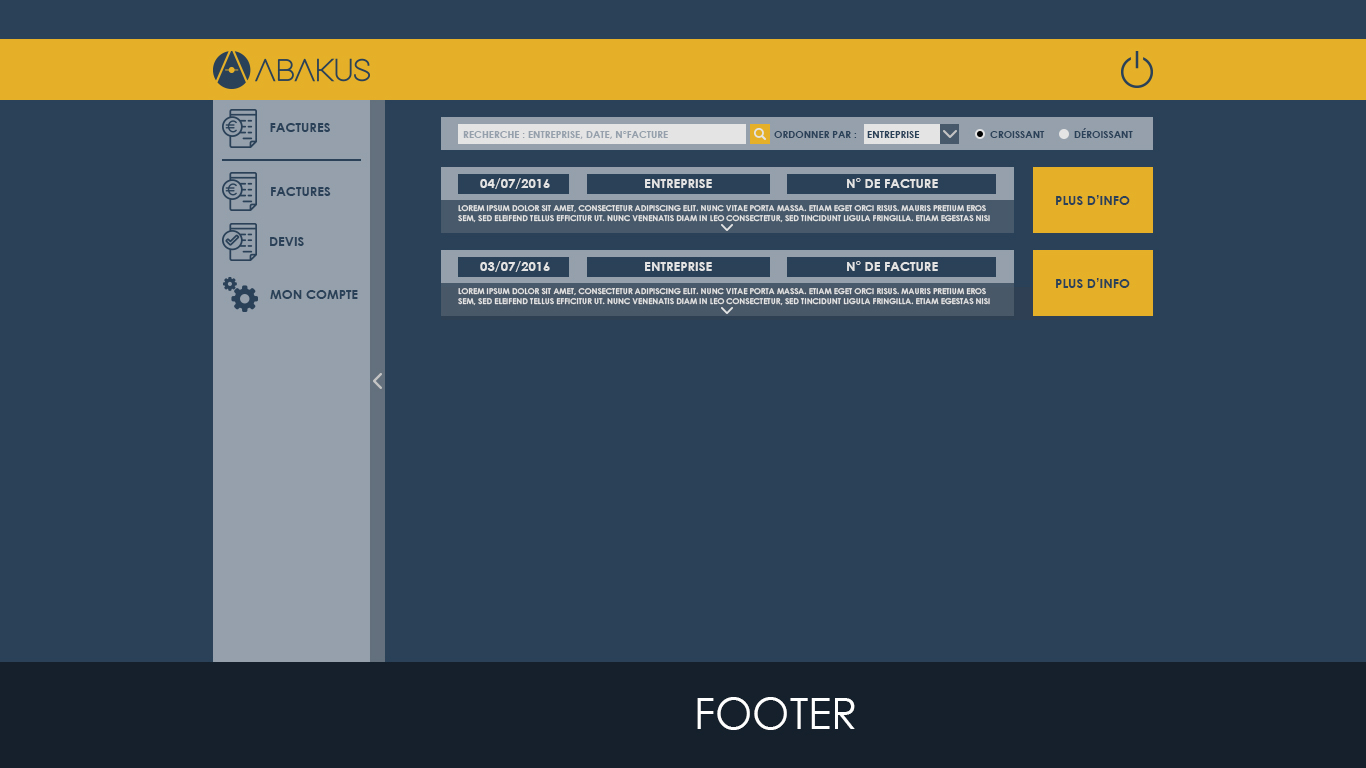 ABAKUS
FACTURES
FACTURES
DEVIS
MON COMPTE
RECHERCHE : ENTREPRISE, DATE, N°FACTURE
ORDONNER PAR :
ENTREPRISE
CROISSANT
DÉROISSANT
04/07/2016
ENTREPRISE
N° DE FACTURE
LOREM IPSUM DOLOR SIT AMET, CONSECTETUR ADIPISCING ELIT. NUNC VITAE PORTA MASSA. ETIAM EGET ORCI RISUS. MAURIS PRETIUM EROS
SEM, SED ELEIFEND TELLUS EFFICITUR UT. NUNC VENENATIS DIAM IN LEO CONSECTETUR, SED TINCIDUNT LIGULA FRINGILLA. ETIAM EGESTAS NISI
PLUS D'INFO
03/07/2016
ENTREPRISE
N° DE FACTURE
LOREM IPSUM DOLOR SIT AMET, CONSECTETUR ADIPISCING ELIT. NUNC VITAE PORTA MASSA. ETIAM EGET ORCI RISUS. MAURIS PRETIUM EROS
SEM, SED ELEIFEND TELLUS EFFICITUR UT. NUNC VENENATIS DIAM IN LEO CONSECTETUR, SED TINCIDUNT LIGULA FRINGILLA. ETIAM EGESTAS NISI
PLUS D'INFO
FOOTER